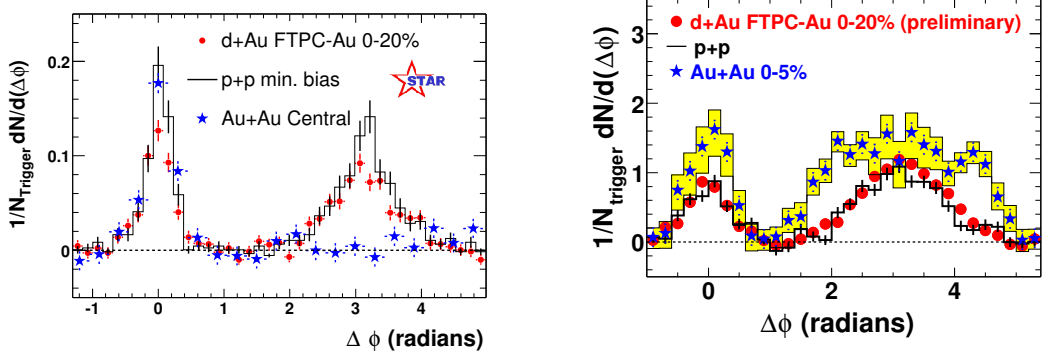 1/N_Trigger dN/d(Δϕ)
0.2
0.1
0
d+Au FTPC-Au 0-20%
p+p min. bias
Au+Au Central
STAR
-1 0 1 2 3 4
Δ ϕ (radians)
1/N_trigger dN/d(Δϕ)
3
2
1
0
d+Au FTPC-Au 0-20% (preliminary)
p+p
Au+Au 0-5%
0 2 4
Δϕ (radians)